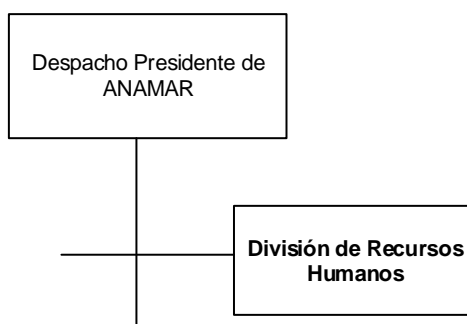 Despacho Presidente de
ANAMAR
División de Recursos
Humanos